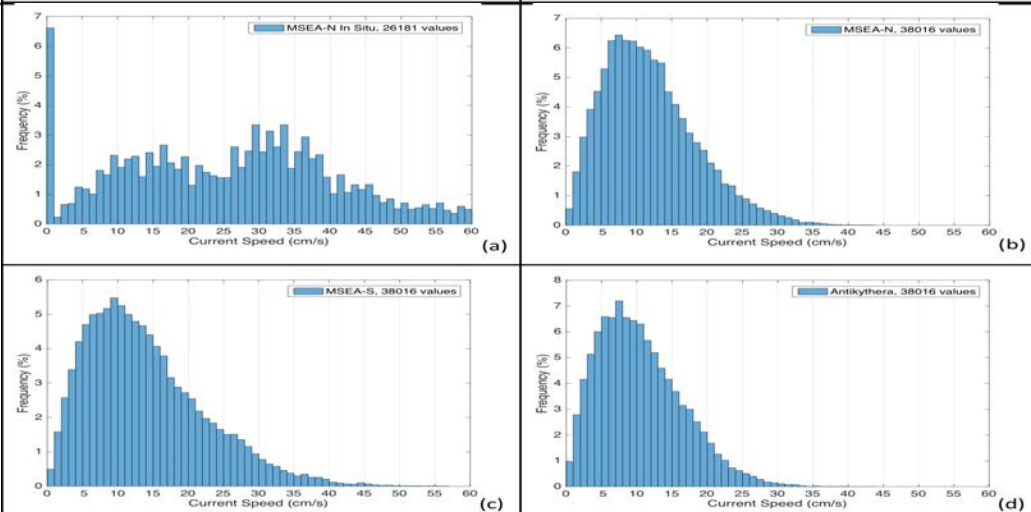 MSEA-N In Situ, 26181 values
Frequency (%)
7
6
5
4
3
2
1
0
0 5 10 15 20 25 30 35 40 45 50 55 60
Current Speed (cm/s)
(a)
MSEA-N, 38016 values
Frequency (%)
7
6
5
4
3
2
1
0
0 5 10 15 20 25 30 35 40 45 50 55 60
Current Speed (cm/s)
(b)
MSEA-S, 38016 values
Frequency (%)
6
5
4
3
2
1
0
0 5 10 15 20 25 30 35 40 45 50 55 60
Current Speed (cm/s)
(c)
Antikythera, 38016 values
Frequency (%)
8
7
6
5
4
3
2
1
0
0 5 10 15 20 25 30 35 40 45 50 55 60
Current Speed (cm/s)
(d)